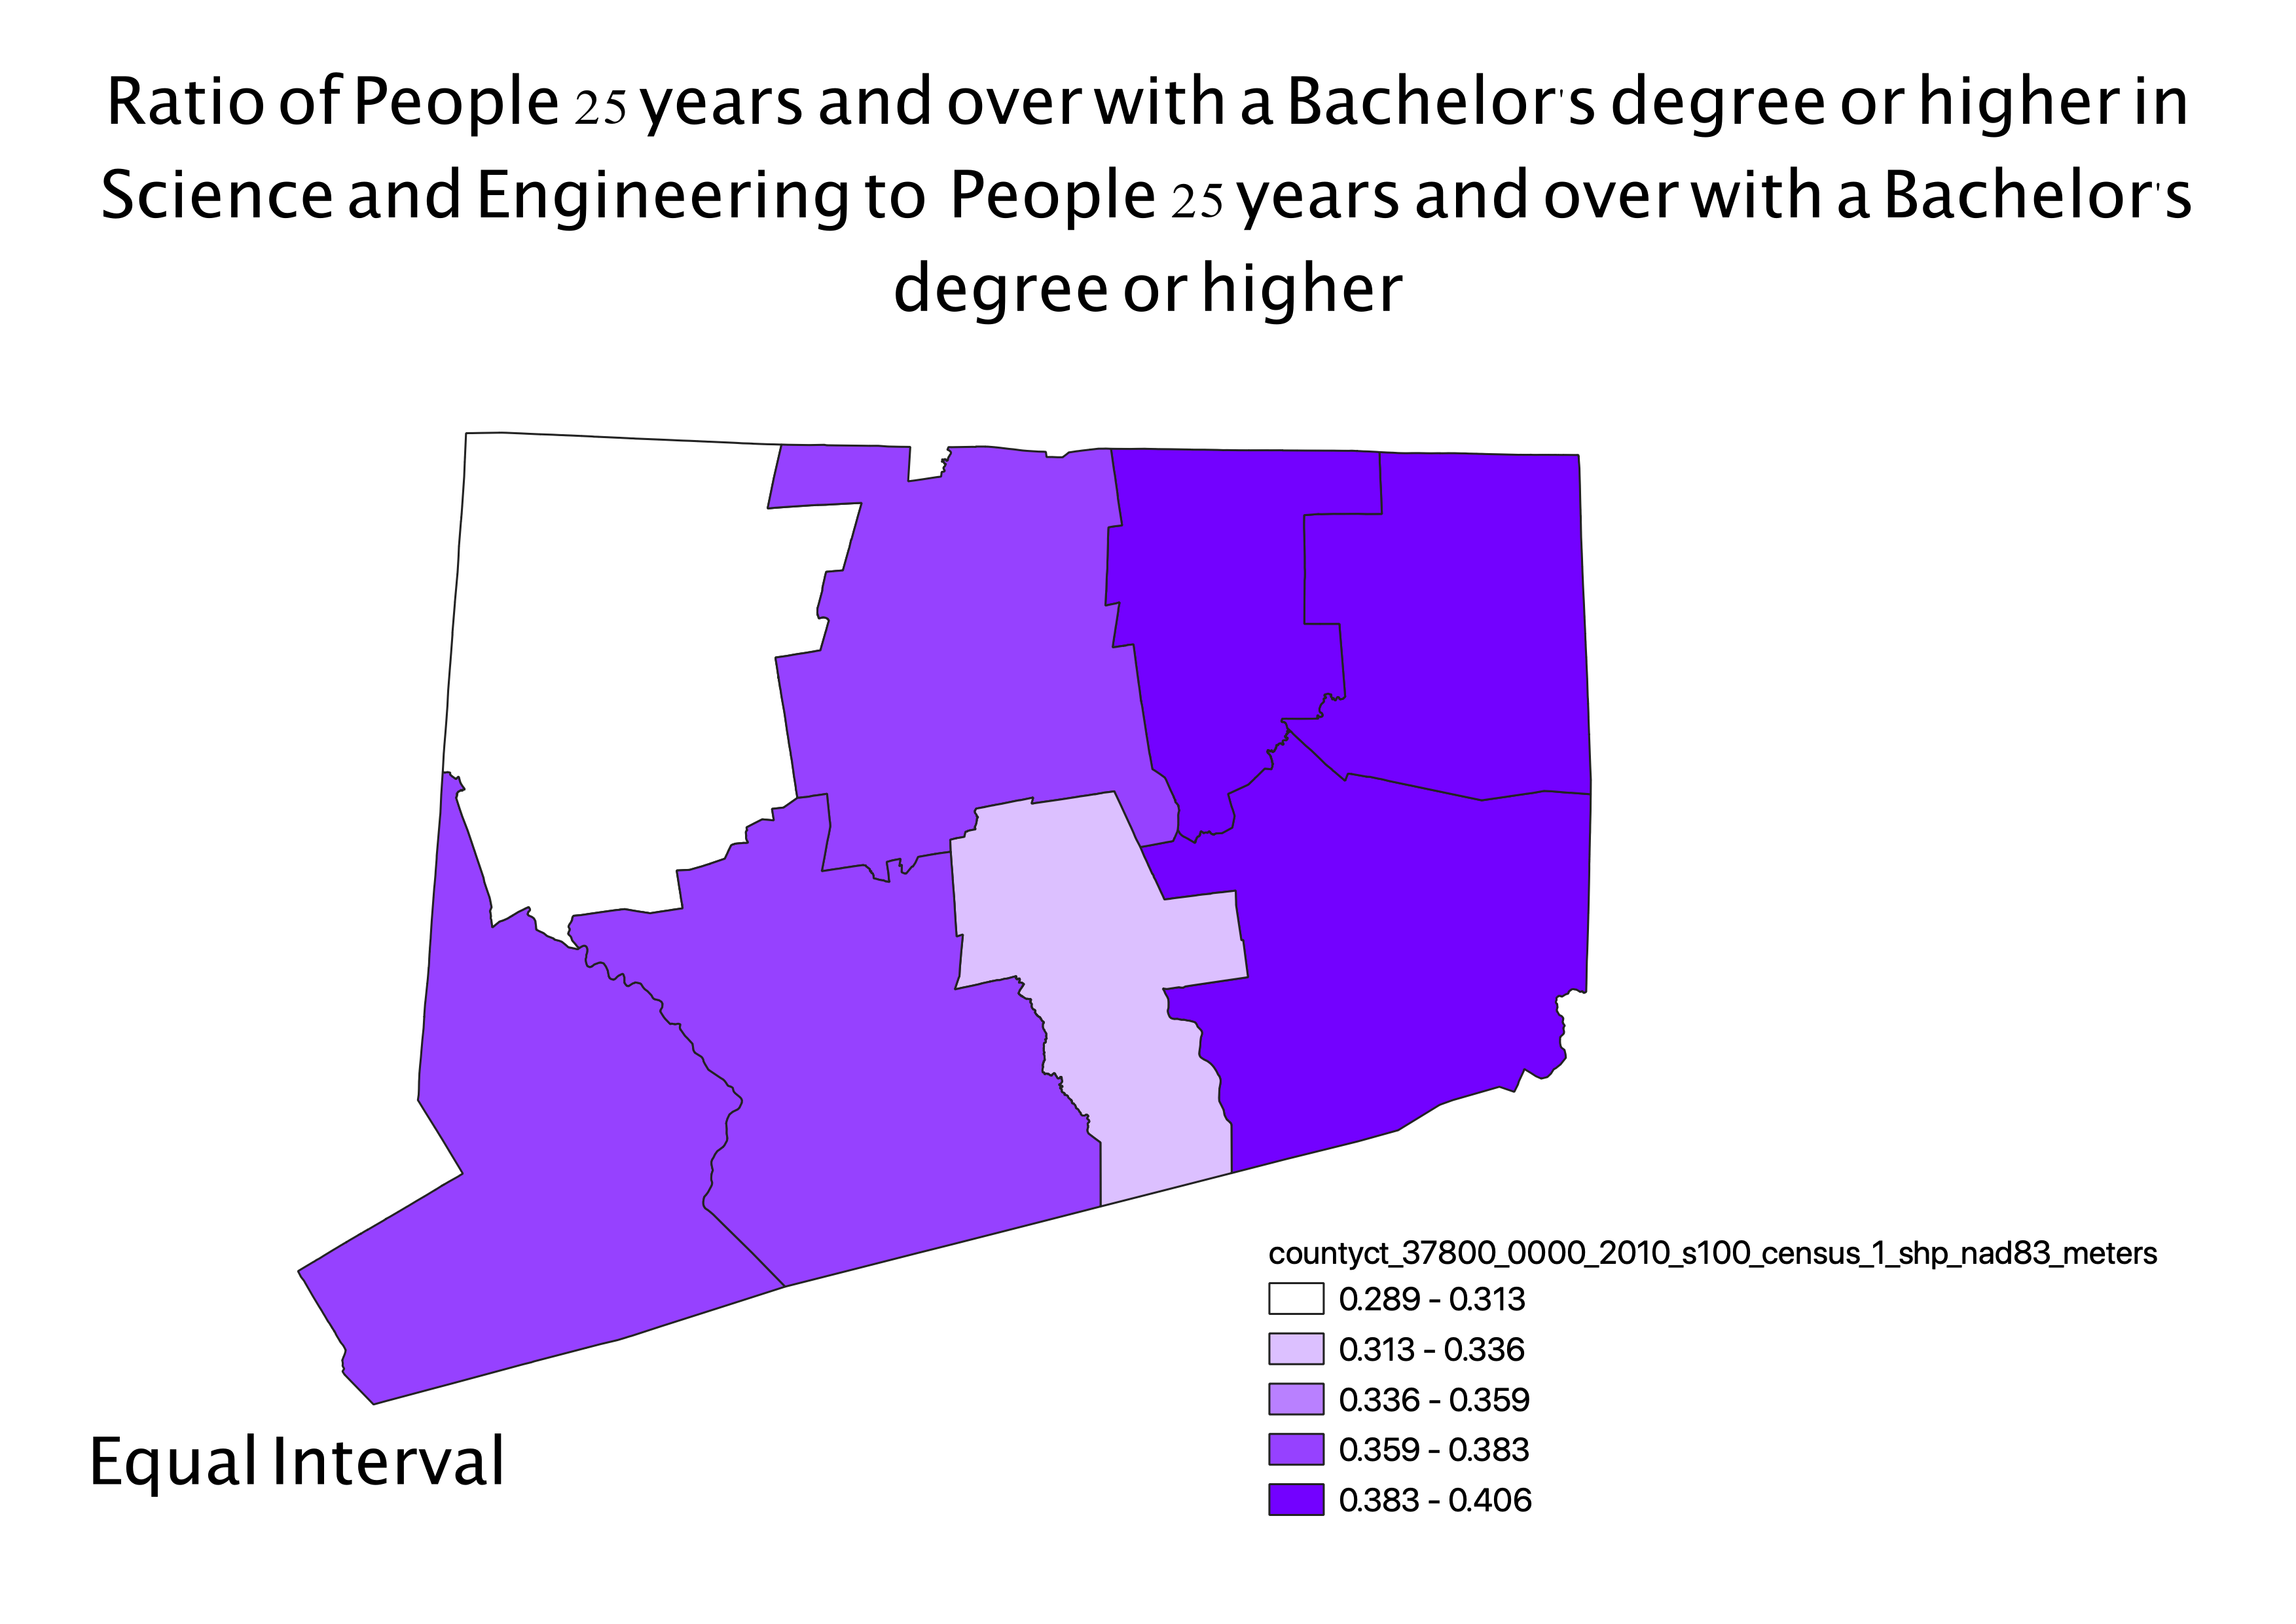 Ratio of People 25 years and over with a Bachelor's degree or higher in
Science and Engineering to People 25 years and over with a Bachelor's
degree or higher
countyct_37800_0000_2010_s100_census_1_shp_nad83_meters
0.289 - 0.313
0.313 - 0.336
0.336 - 0.359
0.359 - 0.383
0.383 - 0.406
Equal Interval